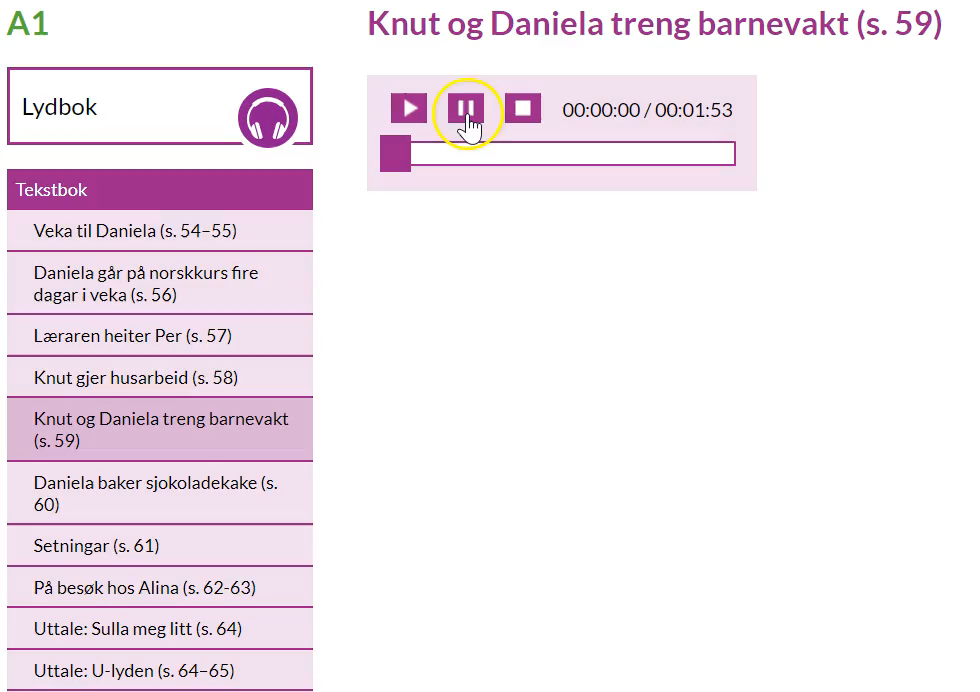 A1
Lydbok
Tekstbok
Veka til Daniela (s. 54–55)
Daniela går på norskkurs fire
dagar i veka (s. 56)
Læraren heiter Per (s. 57)
Knut gjer husarbeid (s. 58)
Knut og Daniela treng barnevakt
(s. 59)
Daniela baker sjokoladekake (s.
60)
Setningar (s. 61)
På besøk hos Alina (s. 62-63)
Uttale: Sulla meg litt (s. 64)
Uttale: U-lyden (s. 64–65)
Knut og Daniela treng barnevakt (s. 59)
00:00:00 / 00:01:53